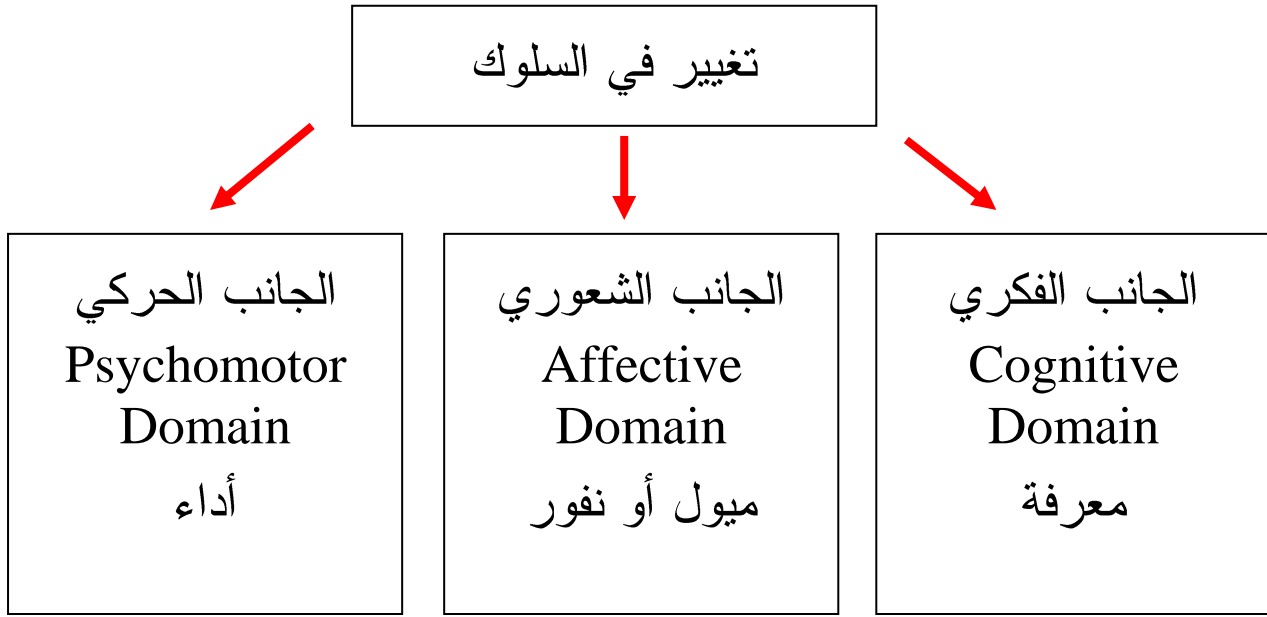 تغيير في السلوك
الجانب الفكري
Cognitive
Domain
معرفة
الجانب الشعوري
Affective
Domain
ميول أو نفور
الجانب الحركي
Psychomotor
Domain
أداء